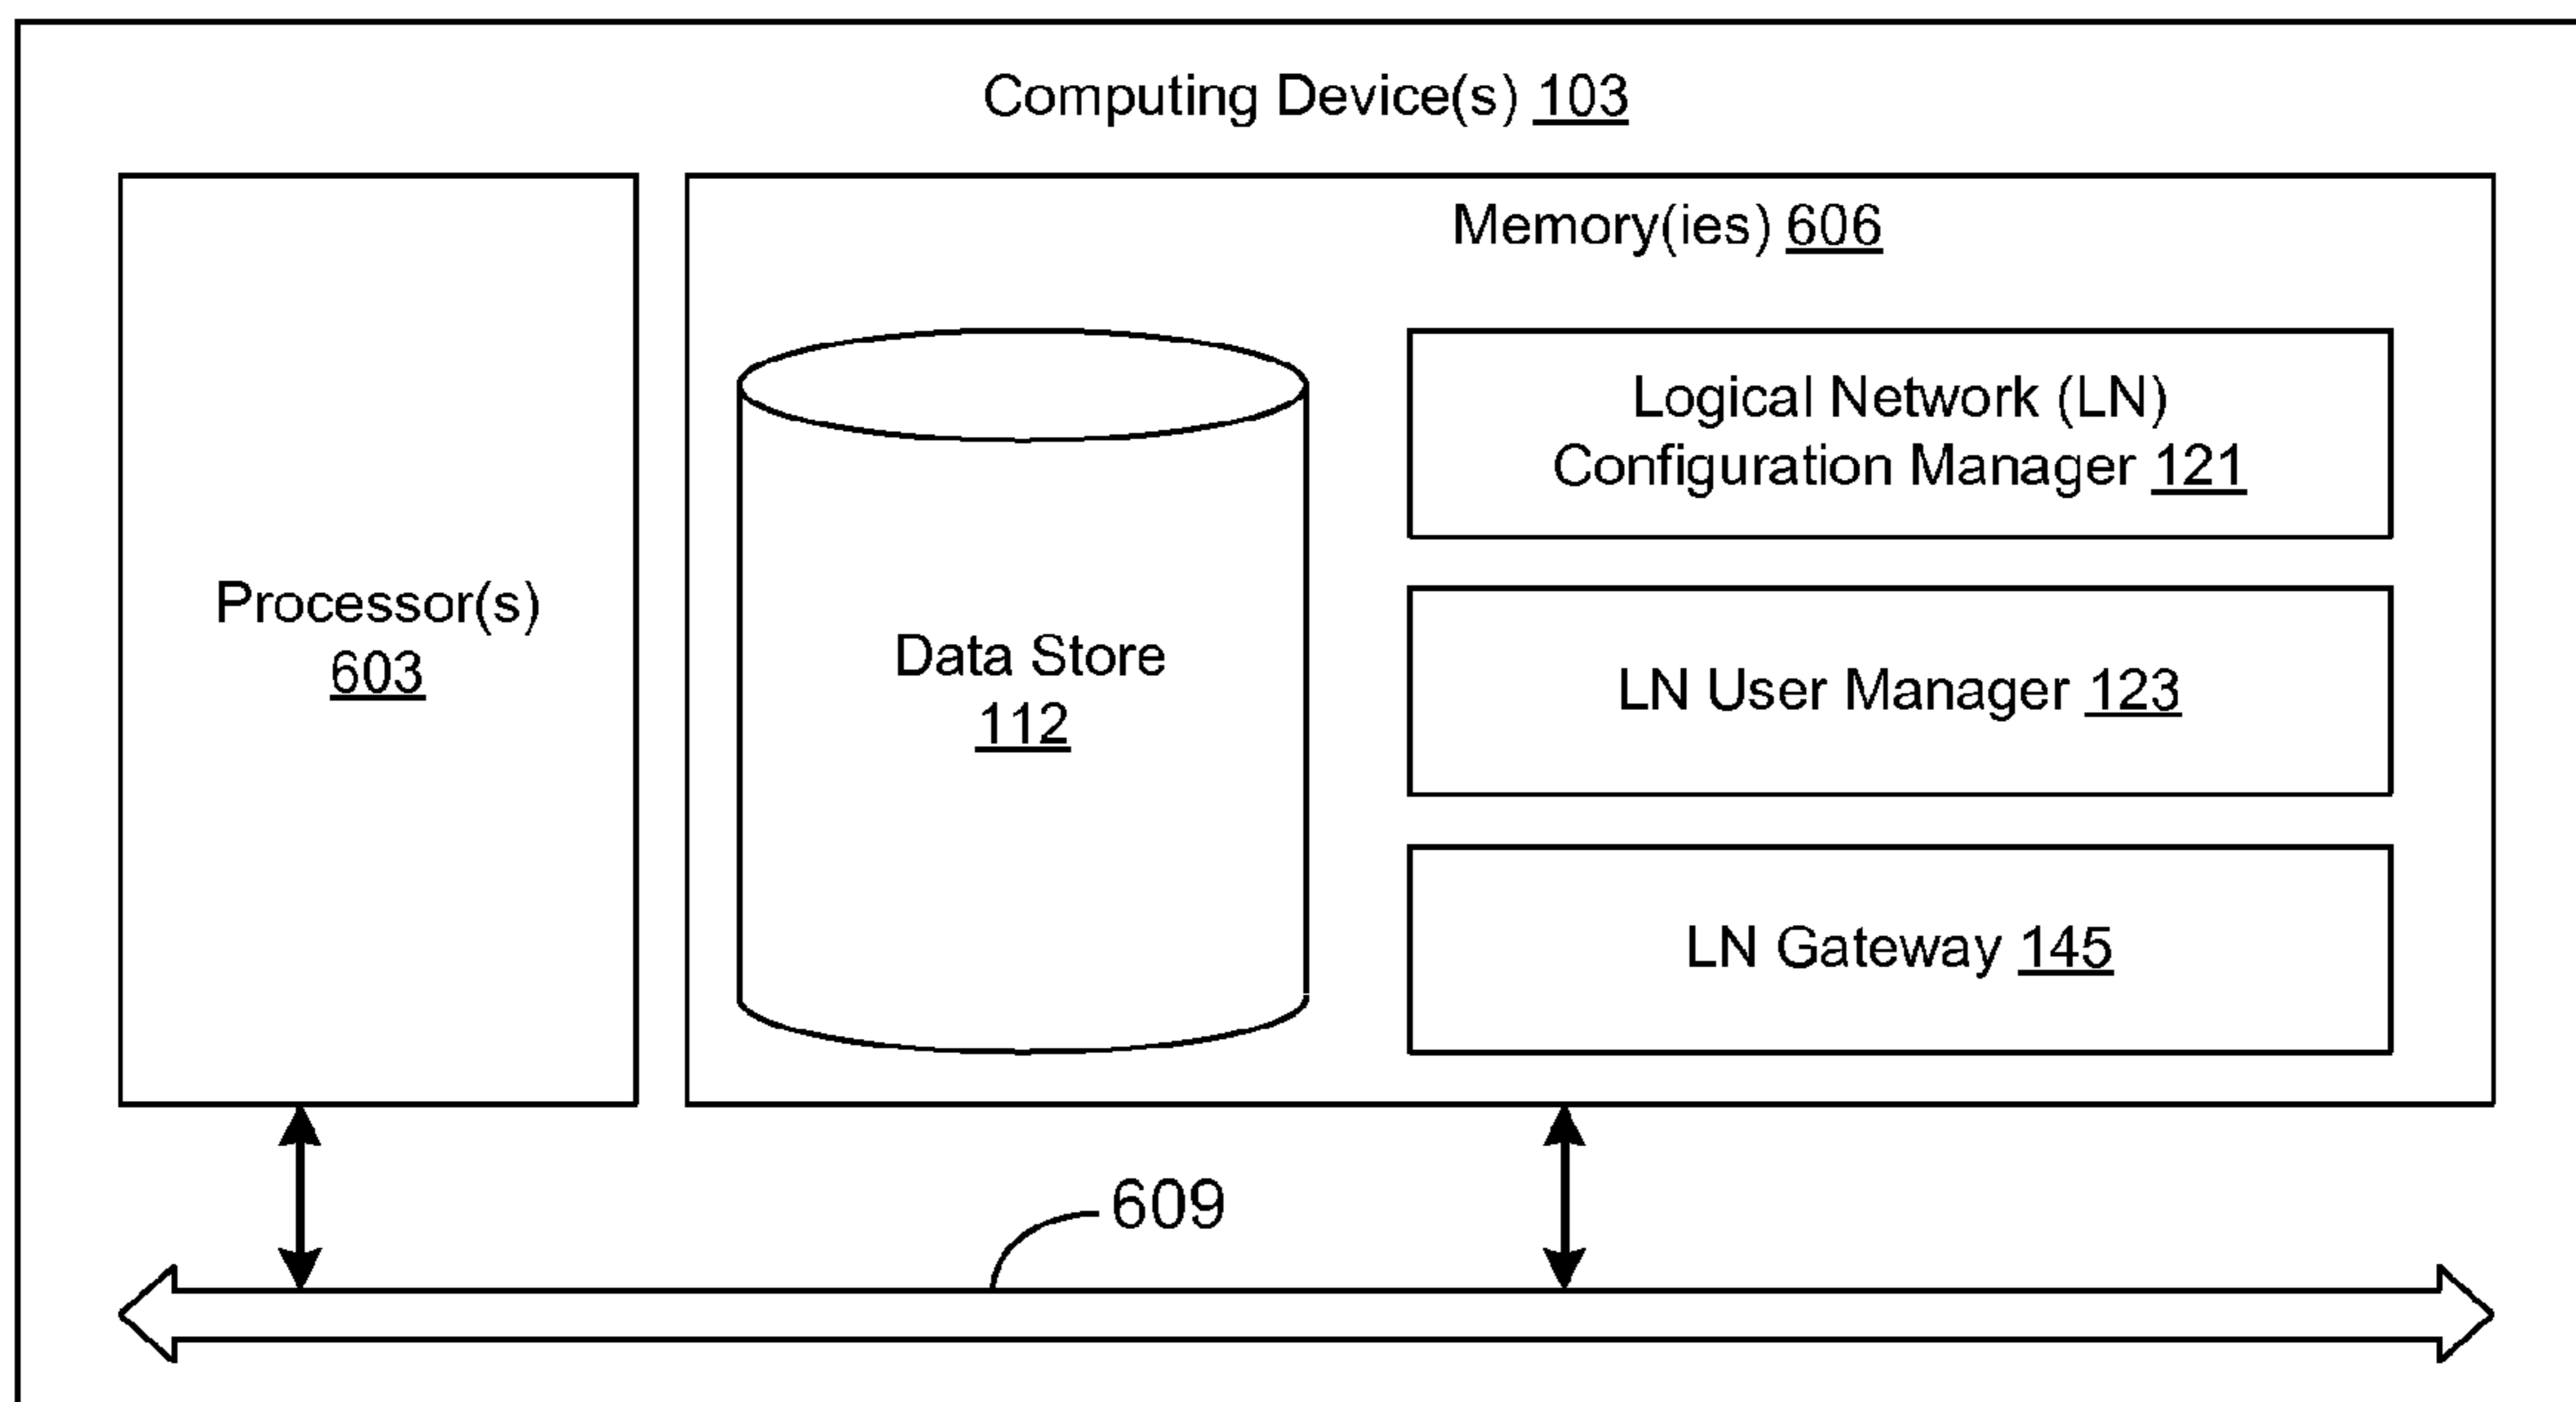 Computing Device(s) 103
Memory(ies) 606
Processor(s)
603
Data Store
112
Logical Network (LN)
Configuration Manager 121
LN User Manager 123
LN Gateway 145
609